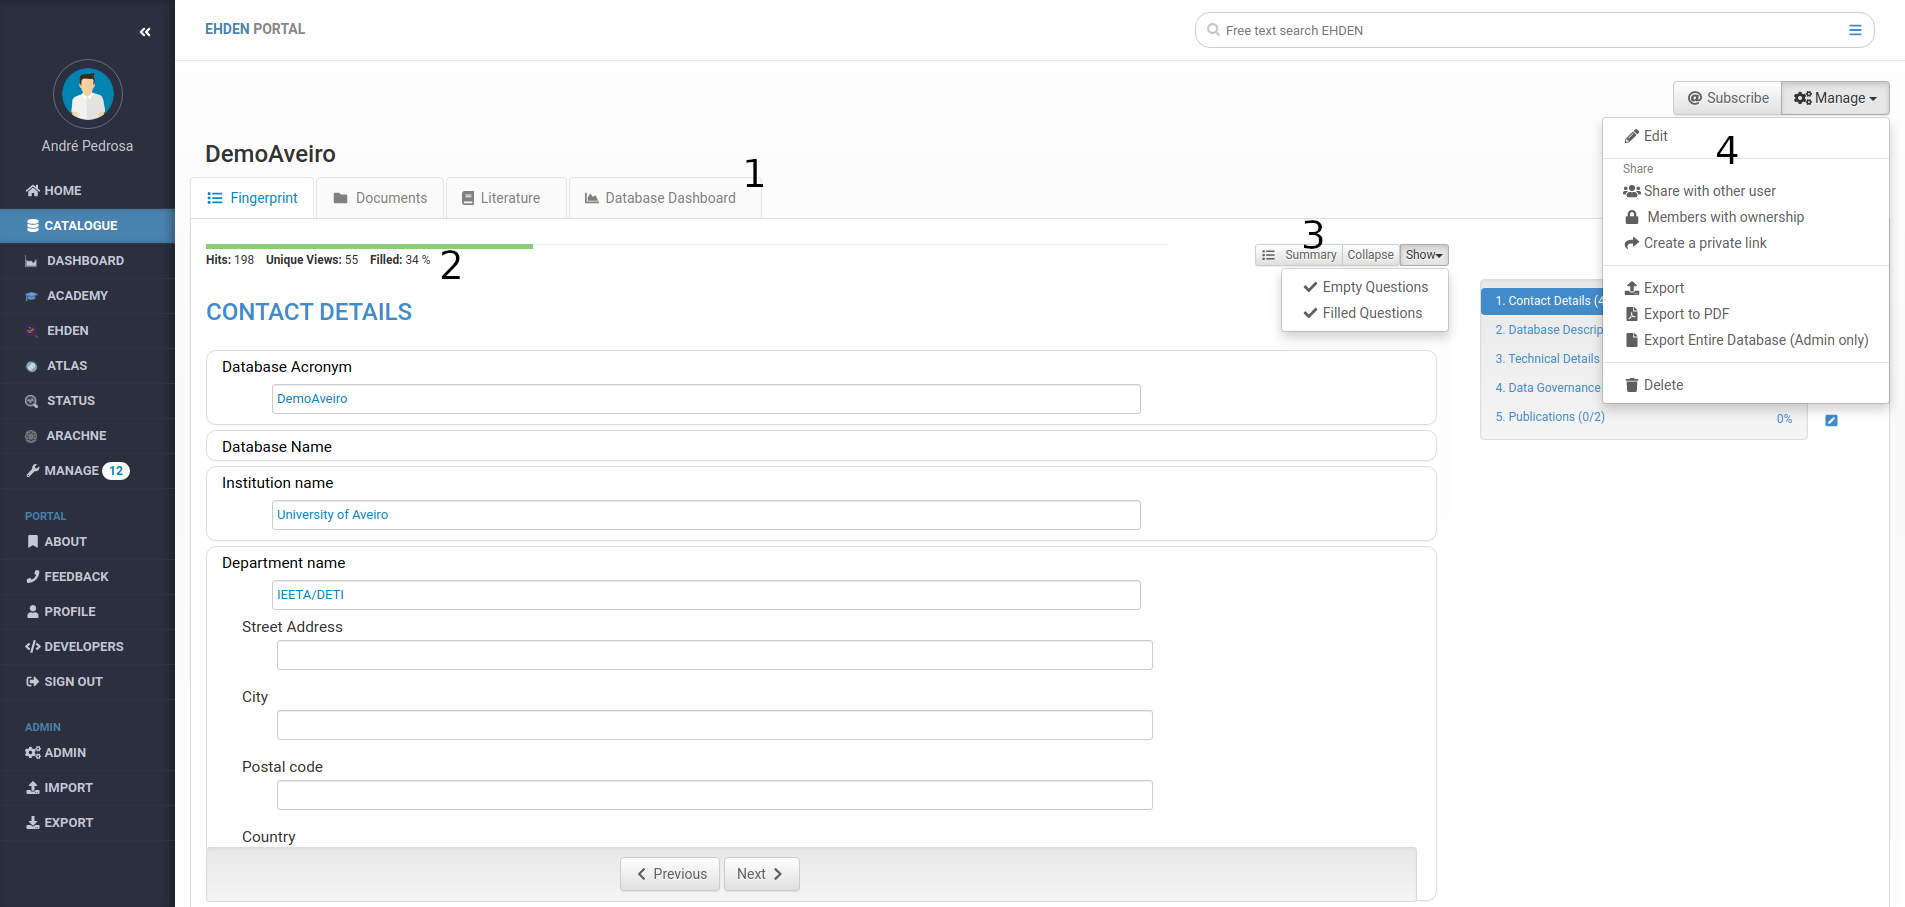 «
EHDEN PORTAL
Free text search EHDEN
André Pedrosa
HOME
CATALOGUE
DASHBOARD
ACADEMY
EHDEN
ATLAS
STATUS
ARACHNE
MANAGE 12
PORTAL
ABOUT
FEEDBACK
PROFILE
DEVELOPERS
SIGN OUT
ADMIN
ADMIN
IMPORT
EXPORT
@ Subscribe
Manage
DemoAveiro
1
Fingerprint
Documents
Literature
Database Dashboard
Hits: 198 Unique Views: 55 Filled: 34 %
2
3
Summary Collapse Show
Empty Questions
Filled Questions
CONTACT DETAILS
Database Acronym
DemoAveiro
Database Name
Institution name
University of Aveiro
Department name
IEETA/DETI
Street Address
City
Postal code
Country
Previous
Next
1. Contact Details (4
2. Database Descrip
3. Technical Details
4. Data Governance
5. Publications (0/2) 0%
4
Edit
Share
Share with other user
Members with ownership
Create a private link
Export
Export to PDF
Export Entire Database (Admin only)
Delete